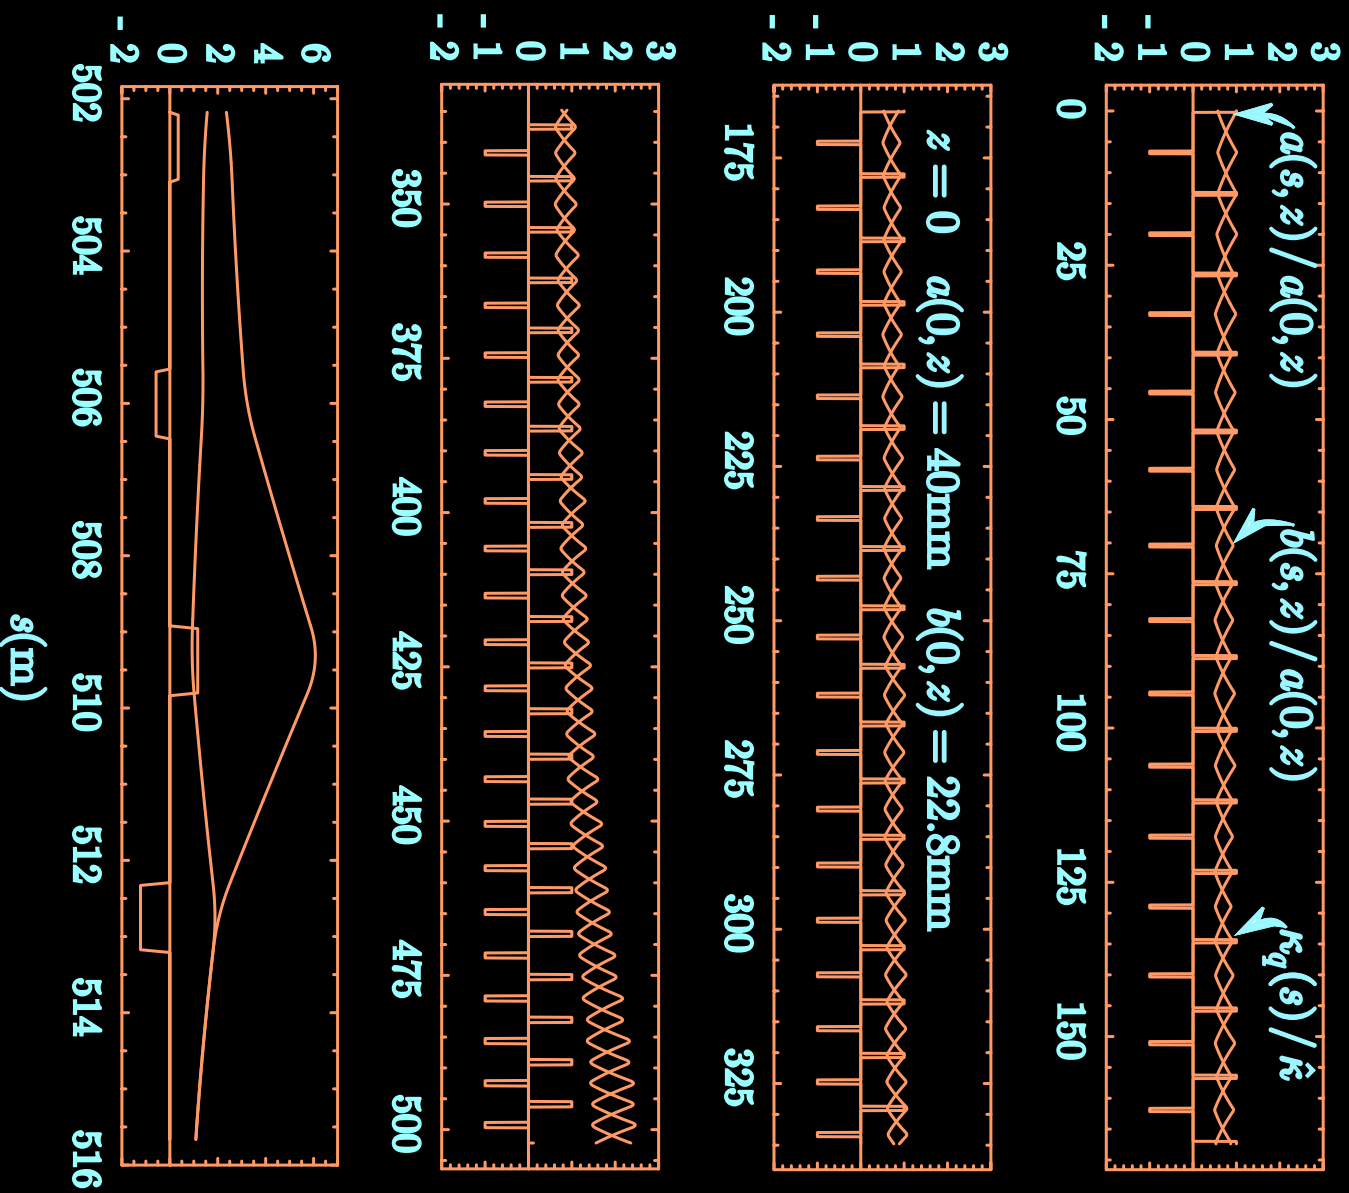 3
2
1
0
-1
-2
a(s, z)/a(0, z)
b(s, z)/a(0, z)
κ_q(s)/κ̂
0 25 50 75 100 125 150
3
2
1
0
-1
-2
z = 0 a(0, z) = 40mm b(0, z) = 22.8mm
175 200 225 250 275 300 325
3
2
1
0
-1
-2
350 375 400 425 450 475 500
6
4
2
0
-2
502 504 506 508 510 512 514 516
s(m)